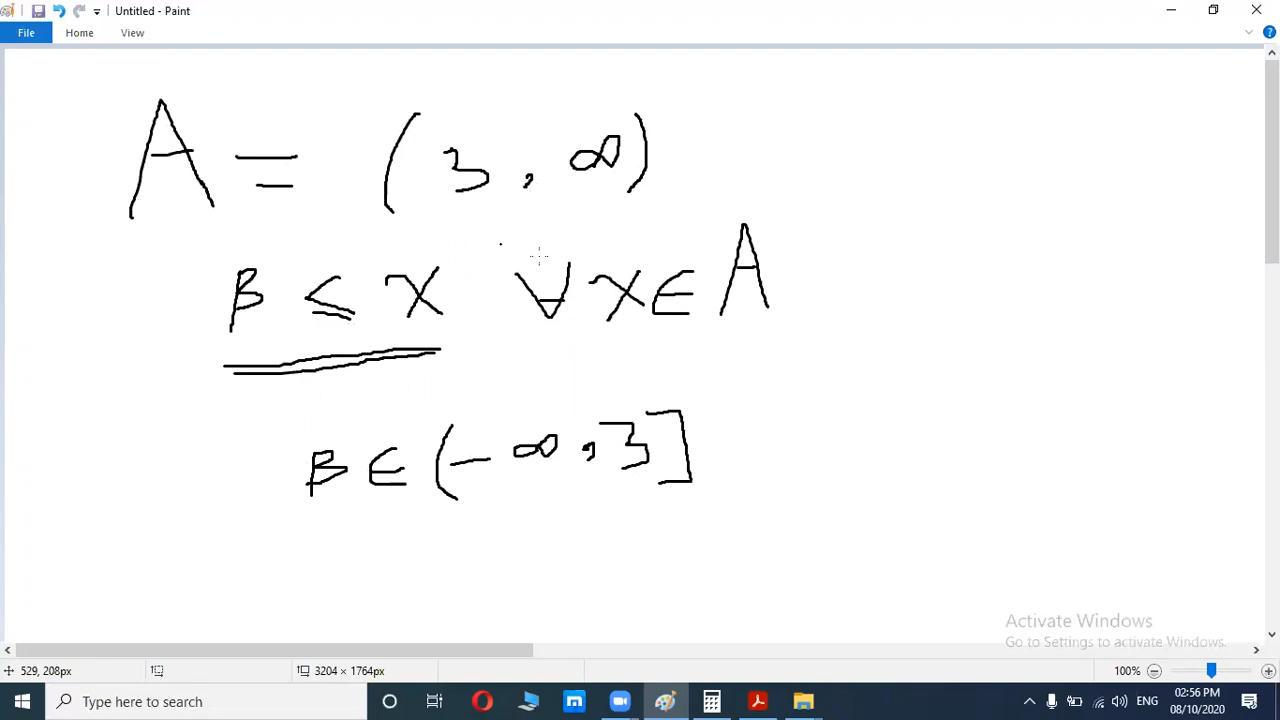 Untitled - Paint
File Home View
A = (3, ∞)
β ≤ x ∀ x ∈ A
β ∈ (-∞, 3]
Activate Windows
Go to Settings to activate Windows.
529, 208px
3204 × 1764px
100%
Type here to search
ENG
02:56 PM
08/10/2020